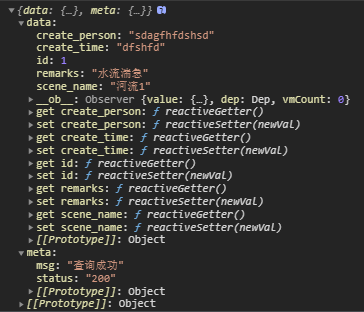 ▼{data: {…}, meta: {…}} i
▼data:
create_person: "sdagfhfdshsd"
create_time: "dfshfd"
id: 1
remarks: "水流湍急"
scene_name: "河流1"
▶__ob__: Observer {value: {…}, dep: Dep, vmCount: 0}
▶get create_person: ƒ reactiveGetter()
▶set create_person: ƒ reactiveSetter(newVal)
▶get create_time: ƒ reactiveGetter()
▶set create_time: ƒ reactiveSetter(newVal)
▶get id: ƒ reactiveGetter()
▶set id: ƒ reactiveSetter(newVal)
▶get remarks: ƒ reactiveGetter()
▶set remarks: ƒ reactiveSetter(newVal)
▶get scene_name: ƒ reactiveGetter()
▶set scene_name: ƒ reactiveSetter(newVal)
▶[[Prototype]]: Object
▼meta:
msg: "查询成功"
status: "200"
▶[[Prototype]]: Object
▶[[Prototype]]: Object